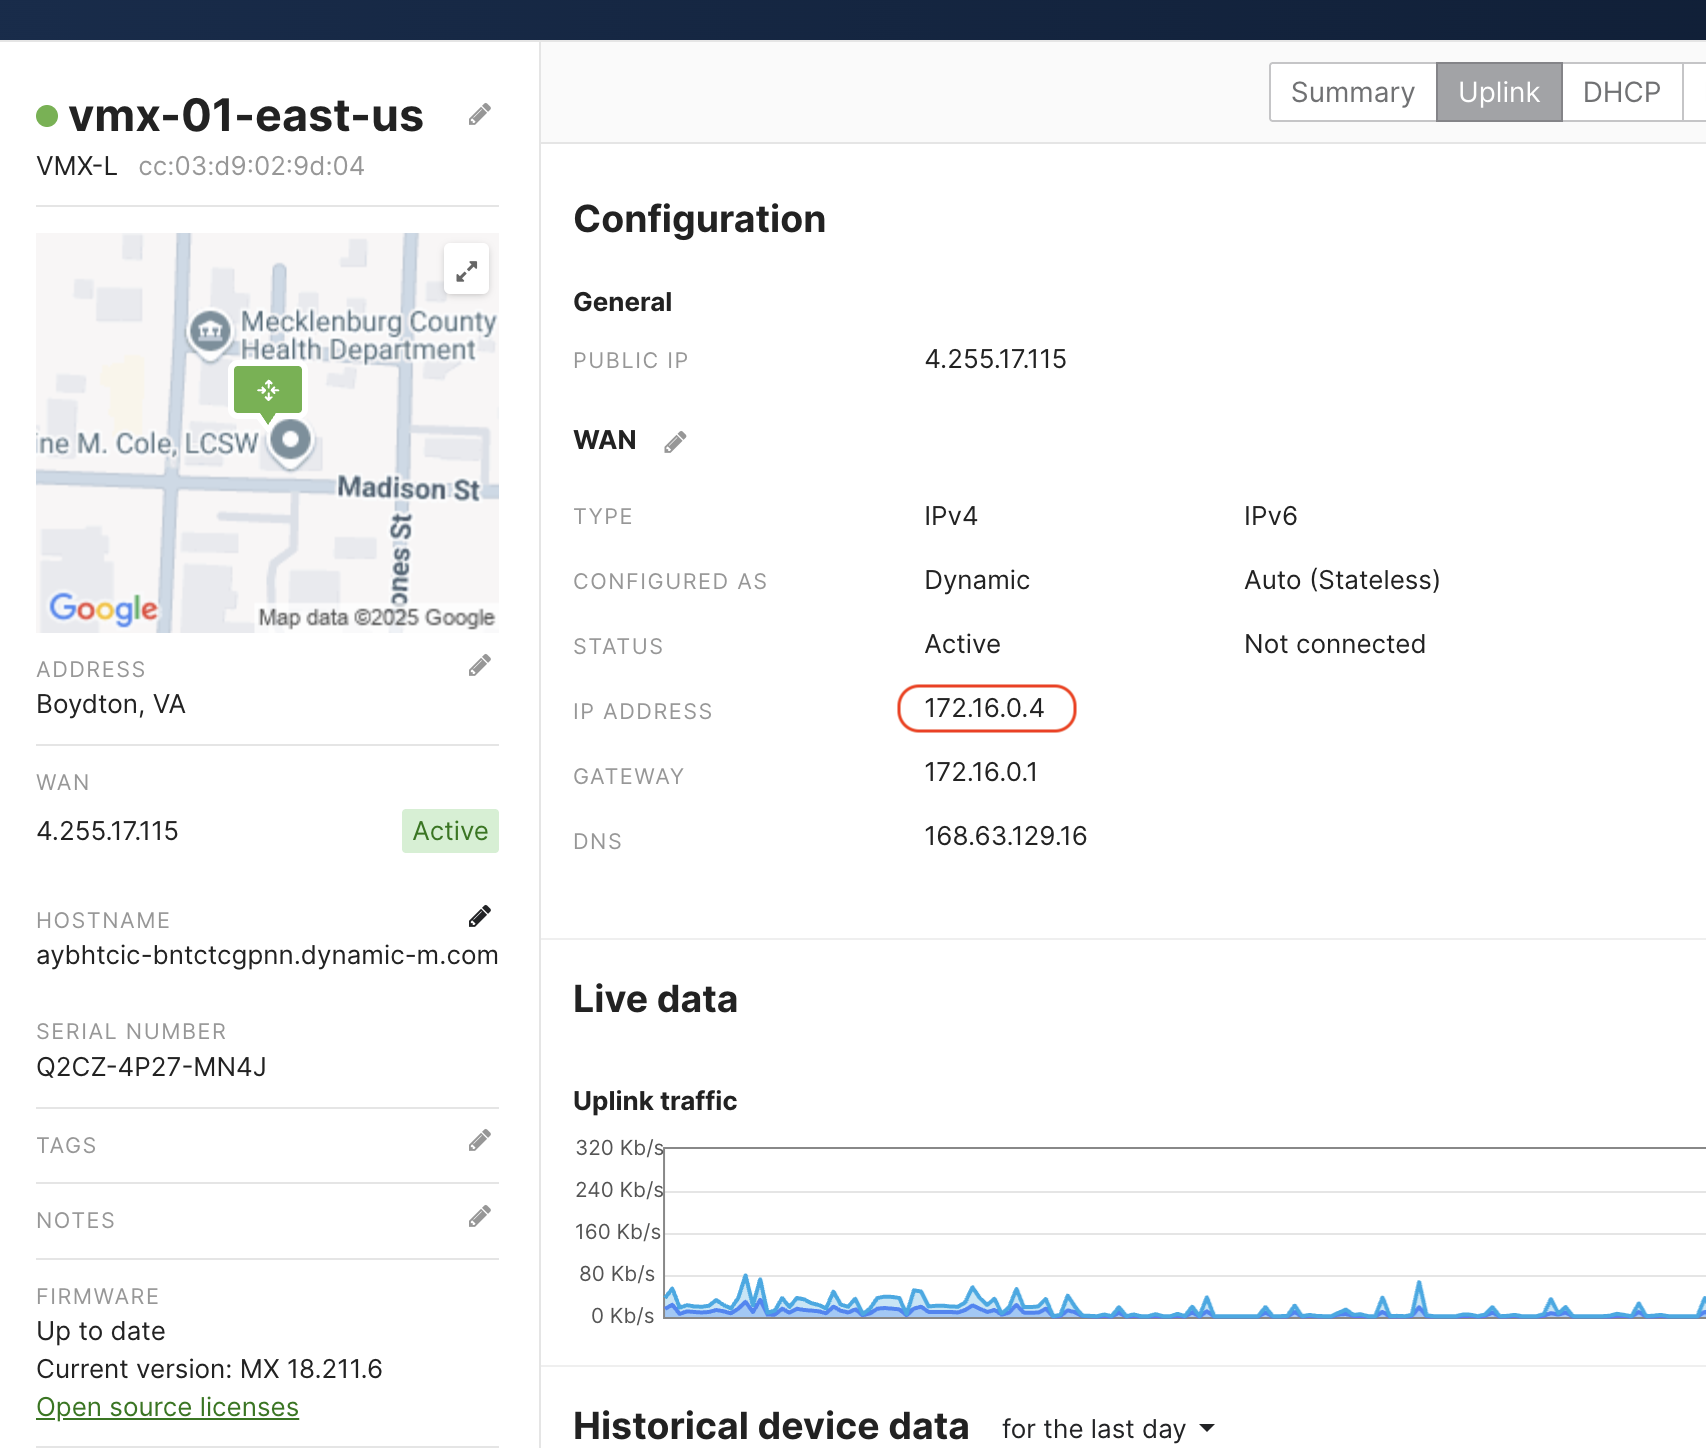 vmx-01-east-us
VMX-L cc:03:d9:02:9d:04
Mecklenburg County
Health Department
ine M. Cole, LCSW
Madison St
ones St
Google
Map data ©2025 Google
ADDRESS
Boydton, VA
WAN
4.255.17.115 Active
HOSTNAME
aybhtcic-bntctcgpnn.dynamic-m.com
SERIAL NUMBER
Q2CZ-4P27-MN4J
TAGS
NOTES
FIRMWARE
Up to date
Current version: MX 18.211.6
Open source licenses
Summary Uplink DHCP
Configuration
General
PUBLIC IP 4.255.17.115
WAN
TYPE IPv4 IPv6
CONFIGURED AS Dynamic Auto (Stateless)
STATUS Active Not connected
IP ADDRESS 172.16.0.4
GATEWAY 172.16.0.1
DNS 168.63.129.16
Live data
Uplink traffic
320 Kb/s
240 Kb/s
160 Kb/s
80 Kb/s
0 Kb/s
Historical device data for the last day